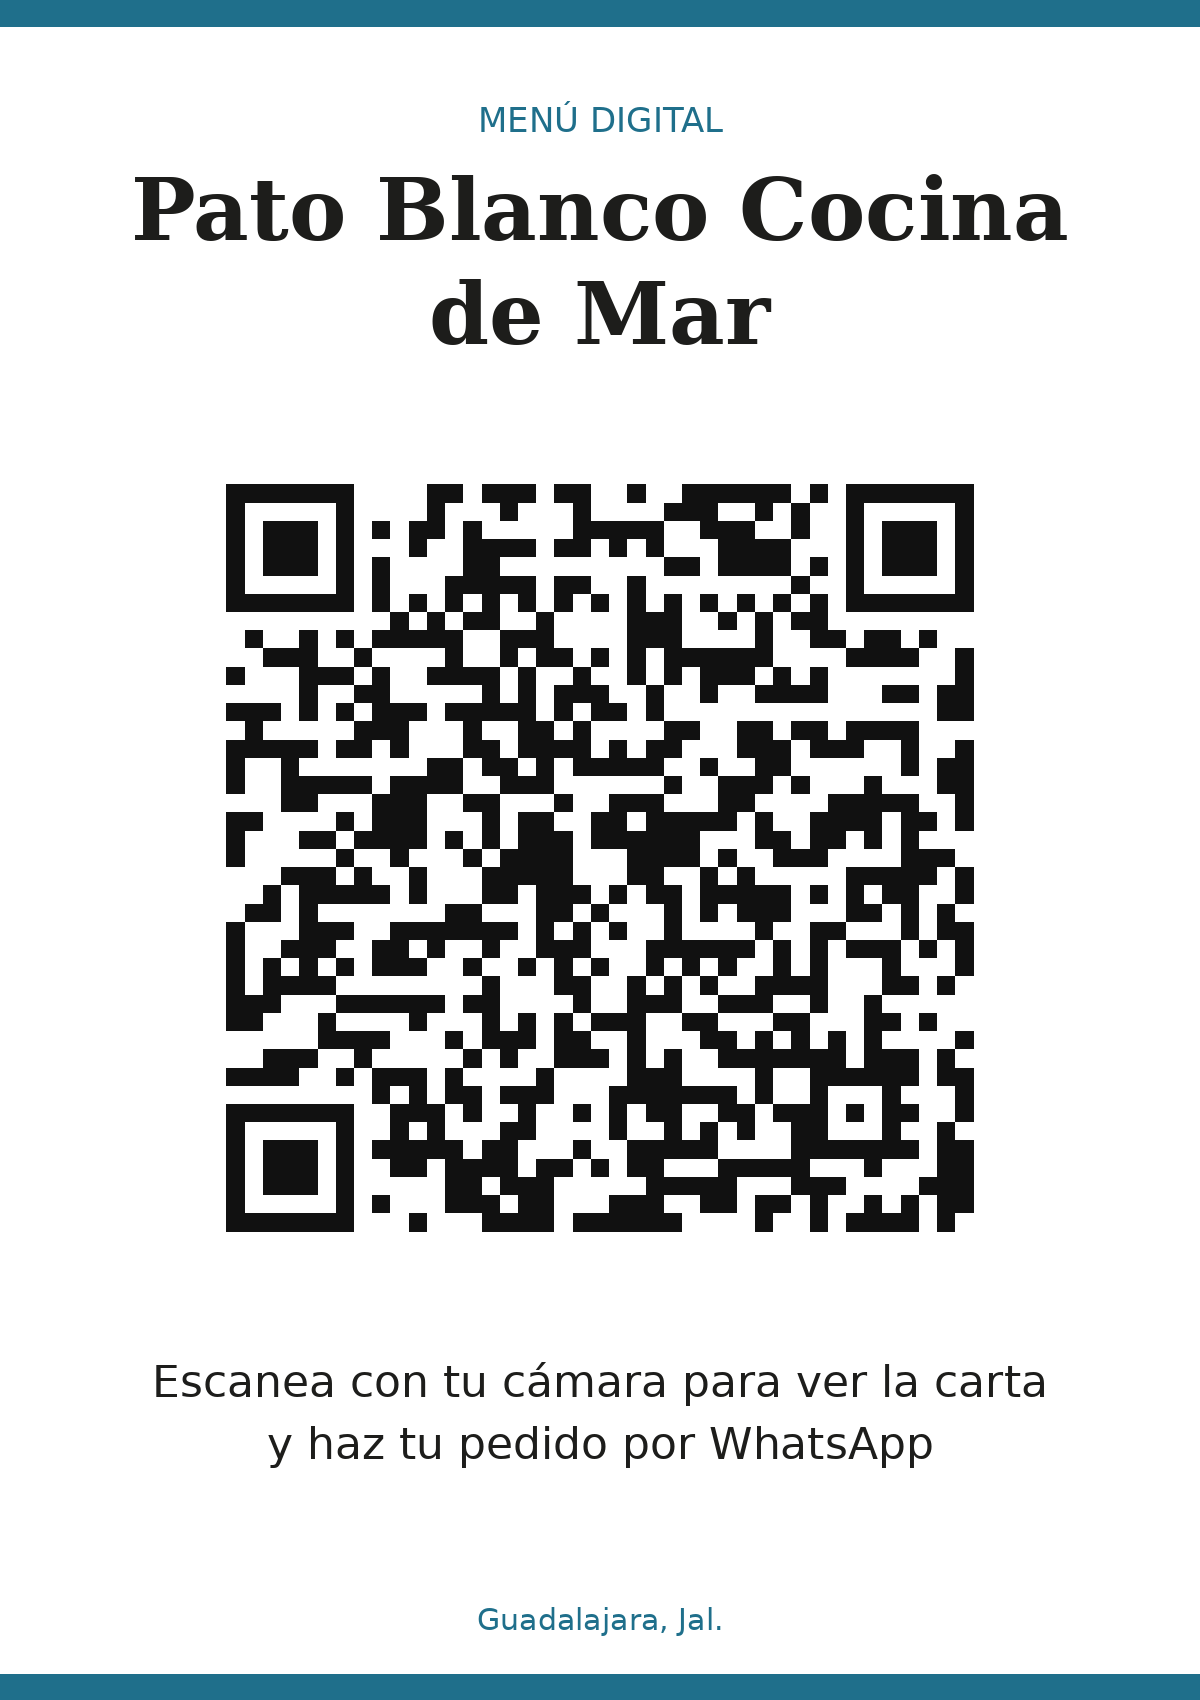 MENÚ DIGITAL
Pato Blanco Cocina
de Mar
Escanea con tu cámara para ver la carta
y haz tu pedido por WhatsApp
Guadalajara, Jal.